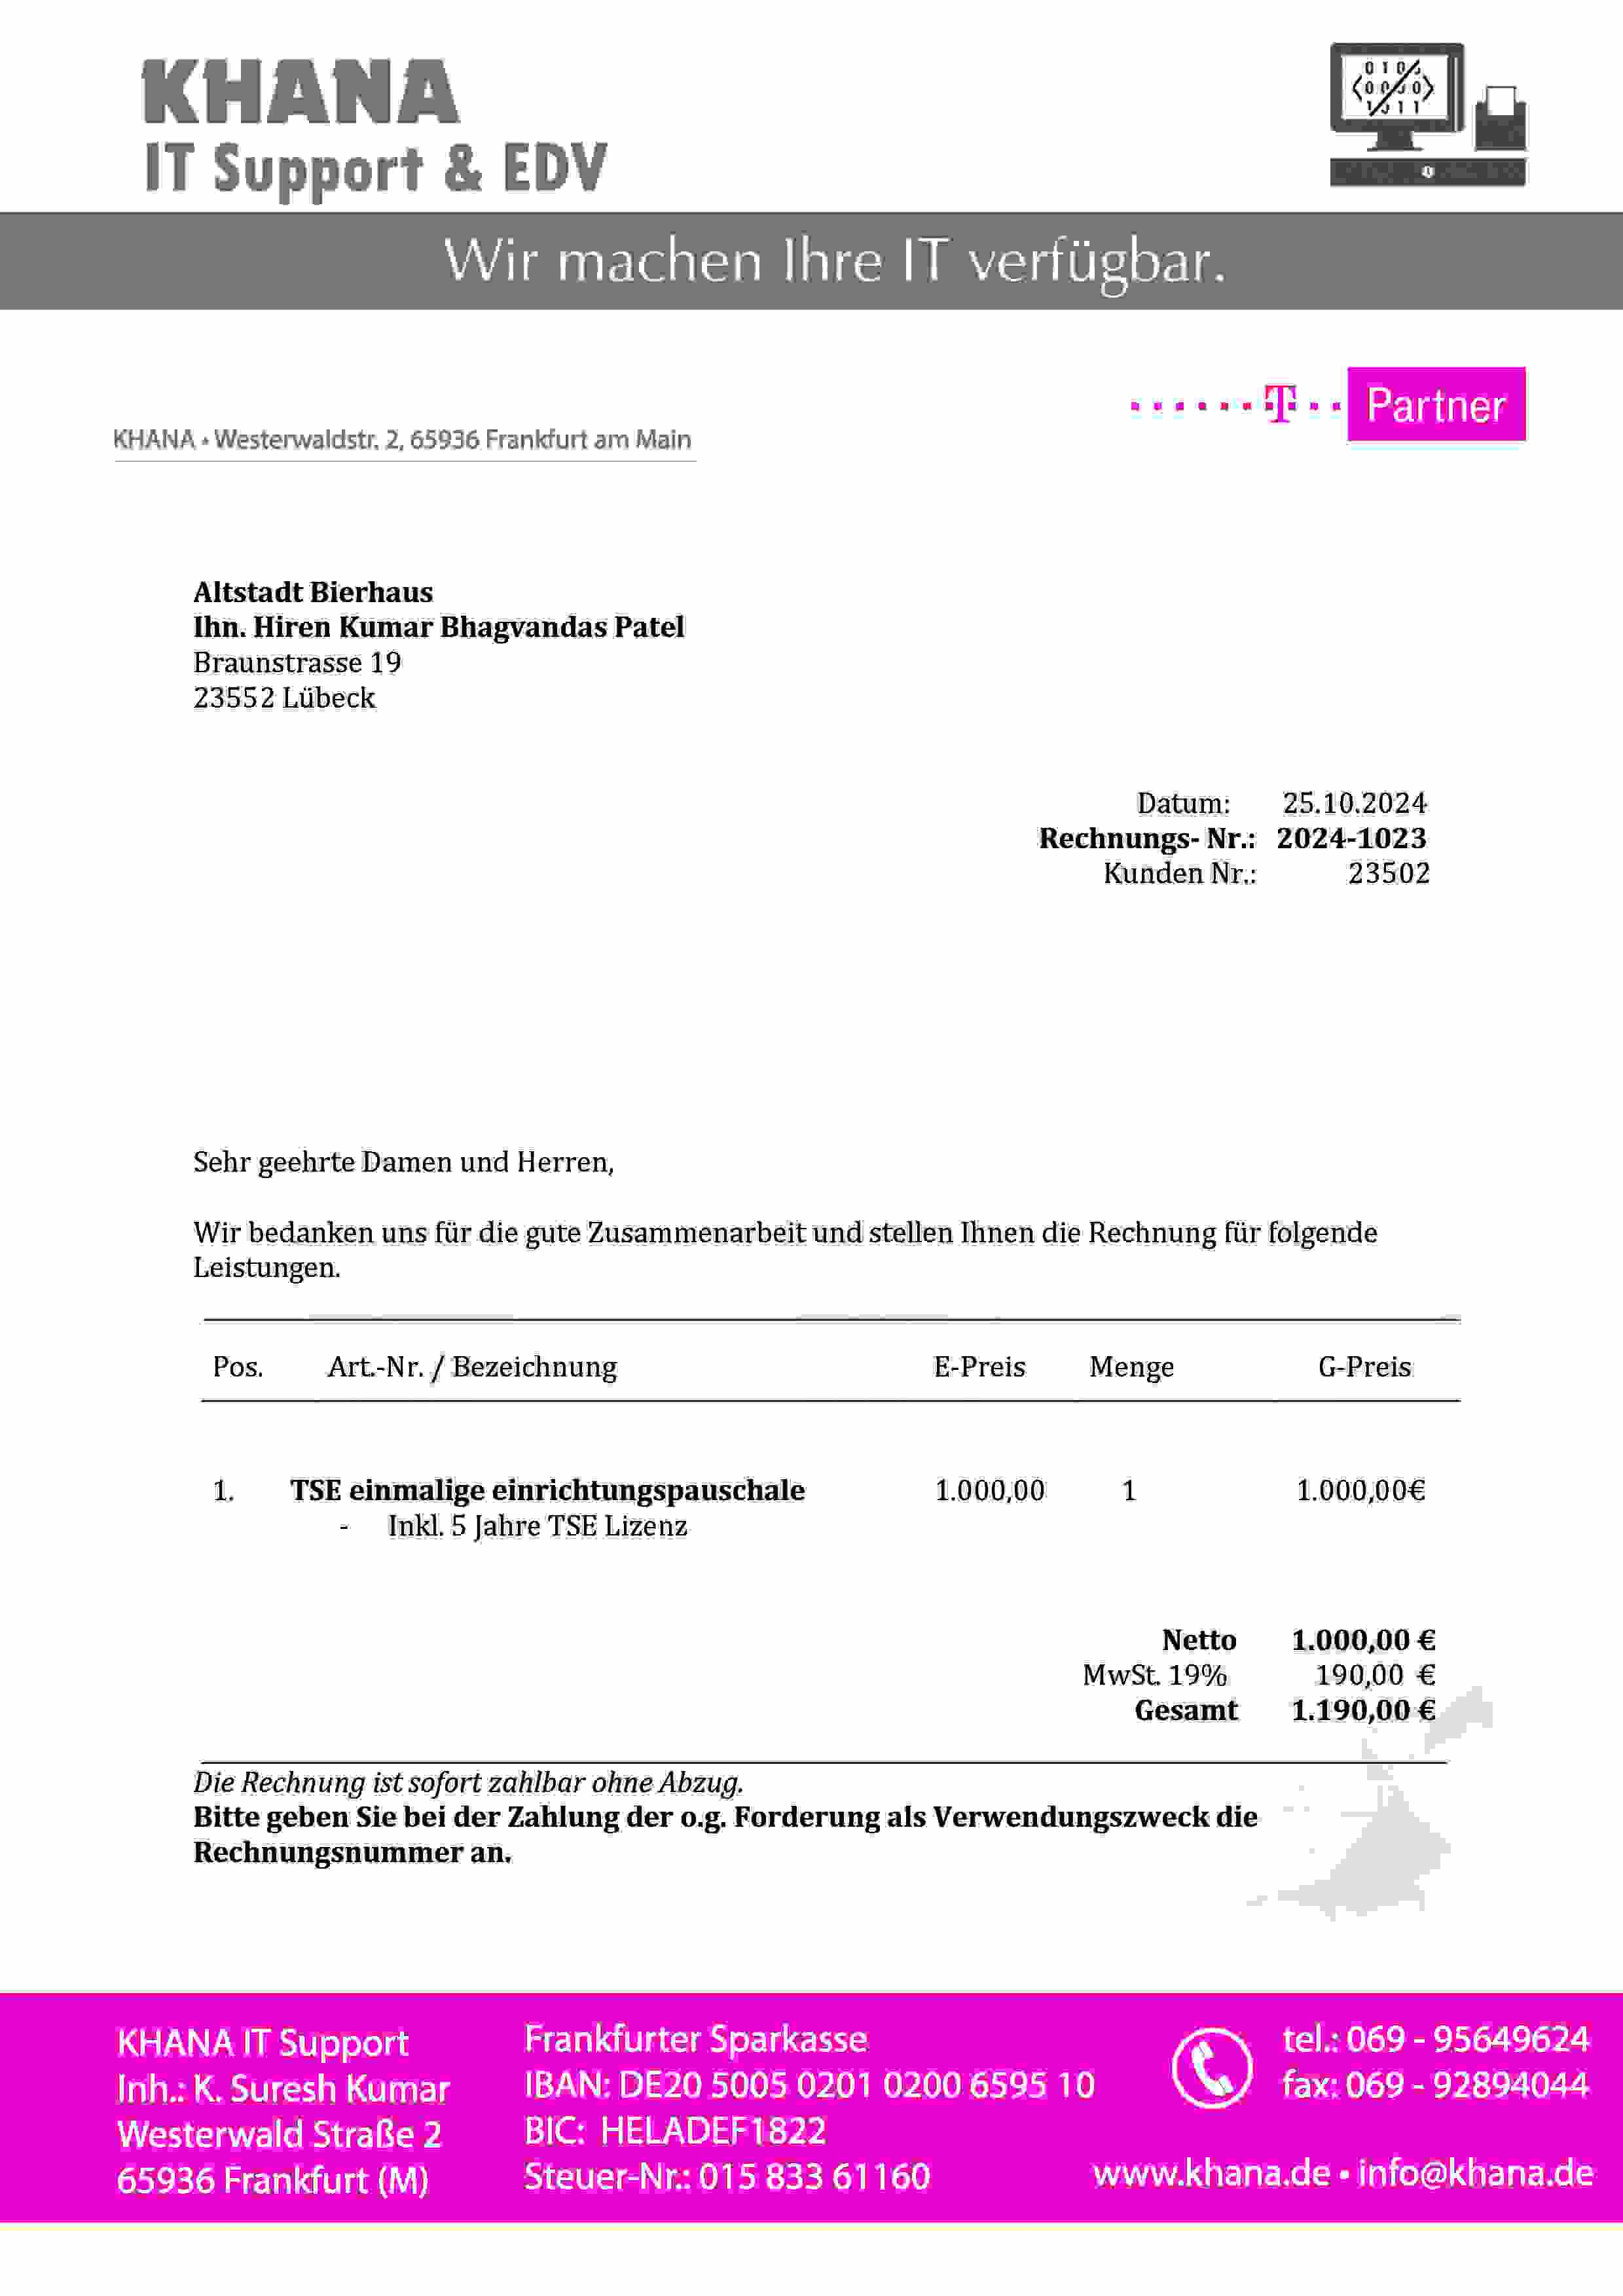 KHANA
IT Support & EDV
Wir machen Ihre IT verfügbar.
T Partner
KHANA • Westerwaldstr. 2, 65936 Frankfurt am Main
Altstadt Bierhaus
Ihn. Hiren Kumar Bhagvandas Patel
Braunstrasse 19
23552 Lübeck
Datum: 25.10.2024
Rechnungs- Nr.: 2024-1023
Kunden Nr.: 23502
Sehr geehrte Damen und Herren,
Wir bedanken uns für die gute Zusammenarbeit und stellen Ihnen die Rechnung für folgende
Leistungen.
Pos. Art.-Nr. / Bezeichnung E-Preis Menge G-Preis
1. TSE einmalige einrichtungspauschale 1.000,00 1 1.000,00€
- Inkl. 5 Jahre TSE Lizenz
Netto 1.000,00 €
MwSt. 19% 190,00 €
Gesamt 1.190,00 €
Die Rechnung ist sofort zahlbar ohne Abzug.
Bitte geben Sie bei der Zahlung der o.g. Forderung als Verwendungszweck die
Rechnungsnummer an.
KHANA IT Support
Inh.: K. Suresh Kumar
Westerwald Straße 2
65936 Frankfurt (M)
Frankfurter Sparkasse
IBAN: DE20 5005 0201 0200 6595 10
BIC: HELADEF1822
Steuer-Nr.: 015 833 61160
tel.: 069 - 95649624
fax: 069 - 92894044
www.khana.de • info@khana.de